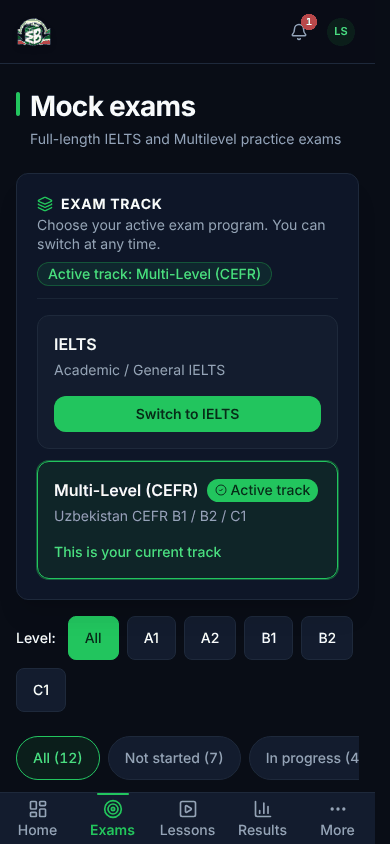 1
LS
Mock exams
Full-length IELTS and Multilevel practice exams
EXAM TRACK
Choose your active exam program. You can
switch at any time.
Active track: Multi-Level (CEFR)
IELTS
Academic / General IELTS
Switch to IELTS
Multi-Level (CEFR) Active track
Uzbekistan CEFR B1 / B2 / C1
This is your current track
Level: All A1 A2 B1 B2
C1
All (12) Not started (7) In progress (4
Home Exams Lessons Results More